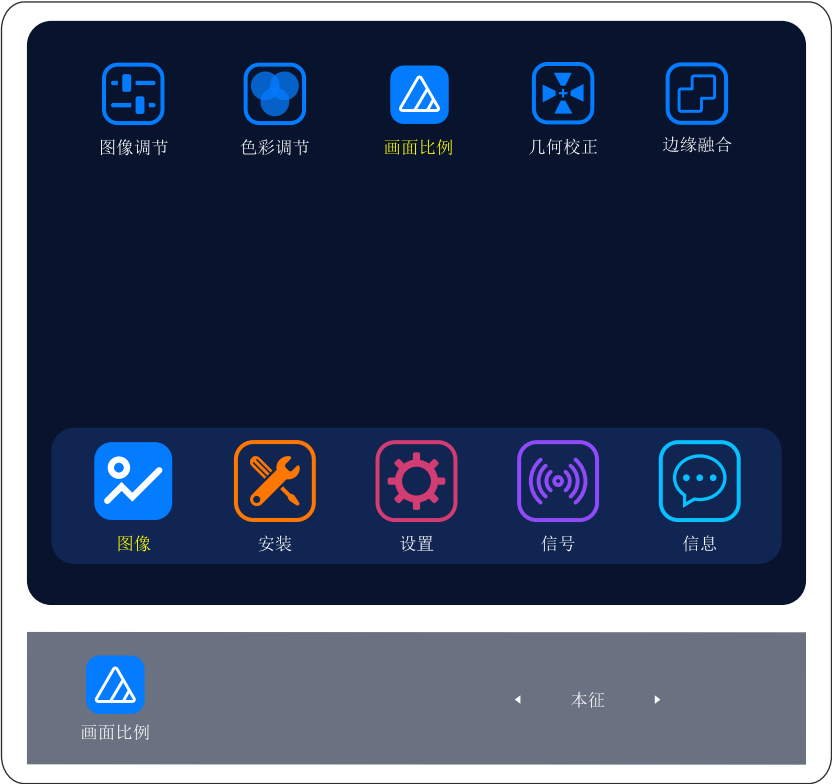 图像调节 色彩调节 画面比例 几何校正 边缘融合
图像 安装 设置 信号 信息
本征
画面比例